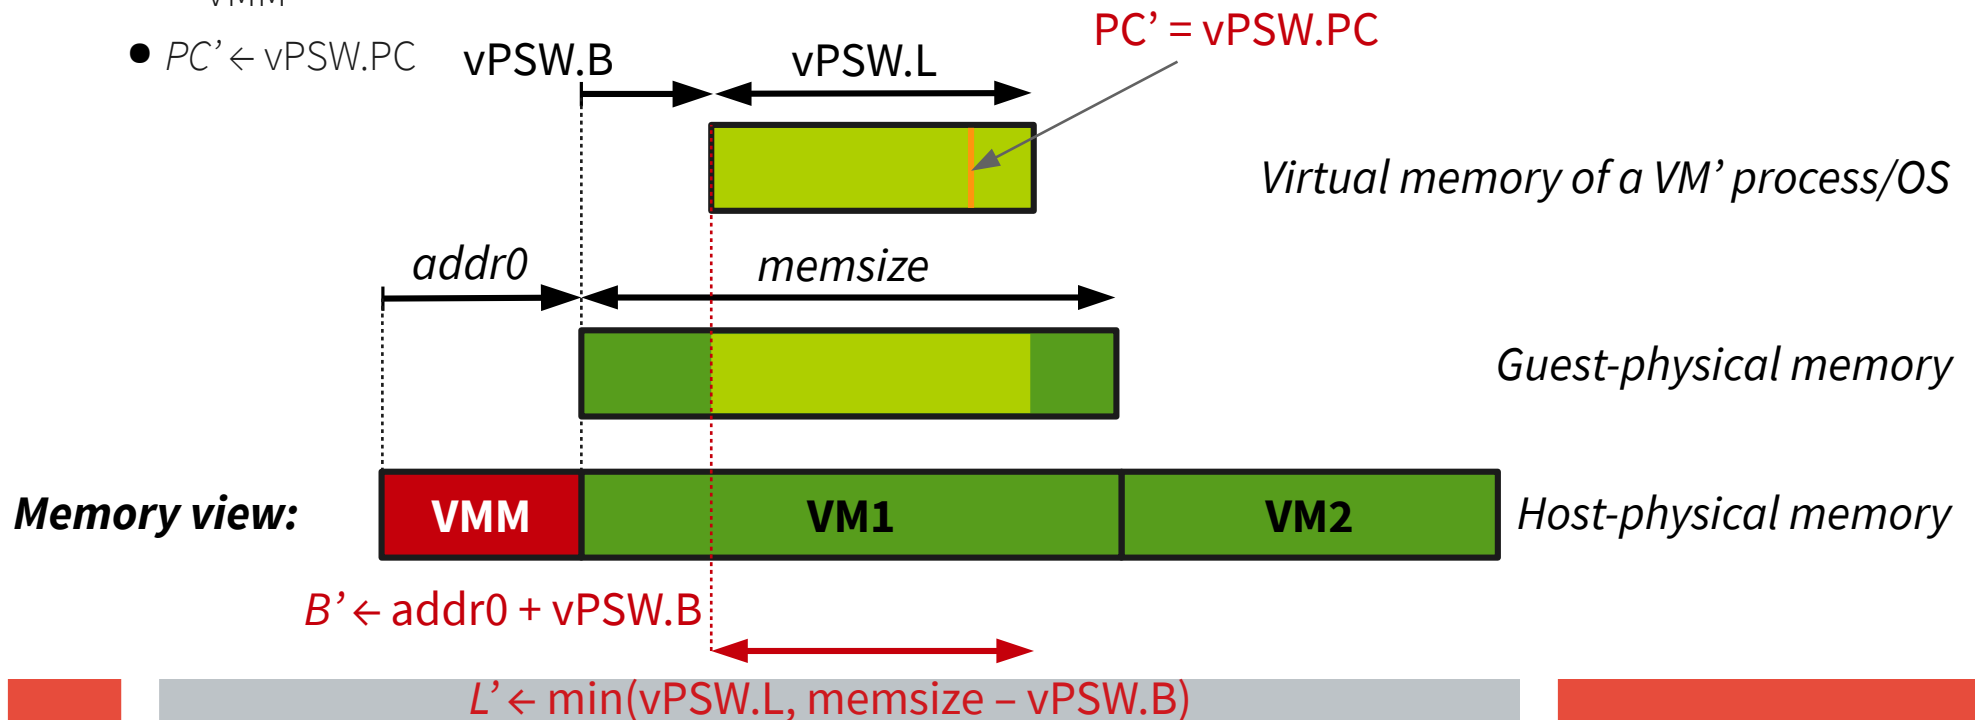 VMM
● PC’ ← vPSW.PC
vPSW.B
vPSW.L
PC’ = vPSW.PC
Virtual memory of a VM’ process/OS
addr0
memsize
Guest-physical memory
Memory view:
VMM
VM1
VM2
Host-physical memory
B’ ← addr0 + vPSW.B
L’ ← min(vPSW.L, memsize – vPSW.B)